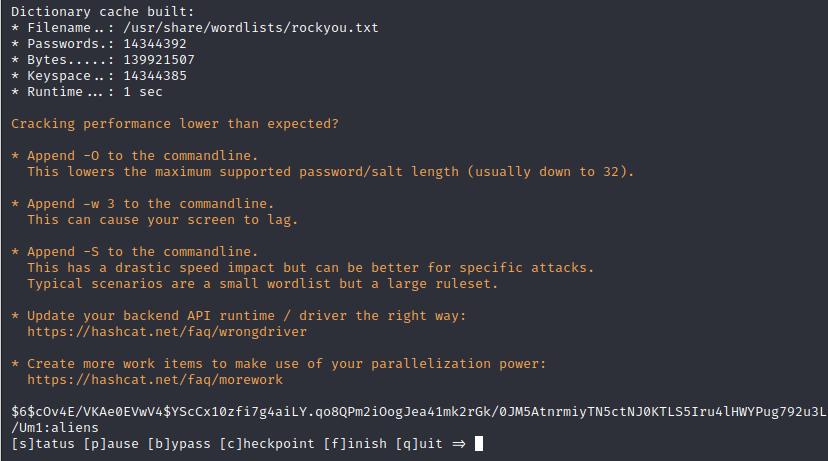 Dictionary cache built:
* Filename..: /usr/share/wordlists/rockyou.txt
* Passwords.: 14344392
* Bytes.....: 139921507
* Keyspace..: 14344385
* Runtime...: 1 sec
Cracking performance lower than expected?
* Append -O to the commandline.
This lowers the maximum supported password/salt length (usually down to 32).
* Append -w 3 to the commandline.
This can cause your screen to lag.
* Append -S to the commandline.
This has a drastic speed impact but can be better for specific attacks.
Typical scenarios are a small wordlist but a large ruleset.
* Update your backend API runtime / driver the right way:
https://hashcat.net/faq/wrongdriver
* Create more work items to make use of your parallelization power:
https://hashcat.net/faq/morework
$6$cOv4E/VKAe0EVwV4$YScCx10zfi7g4aiLY.qo8QPm2iOogJea41mk2rGk/0JM5AtnrmiyTN5ctNJ0KTLS5Iru4lHWYPug792u3L
/Um1:aliens
[s]tatus [p]ause [b]ypass [c]heckpoint [f]inish [q]uit =>